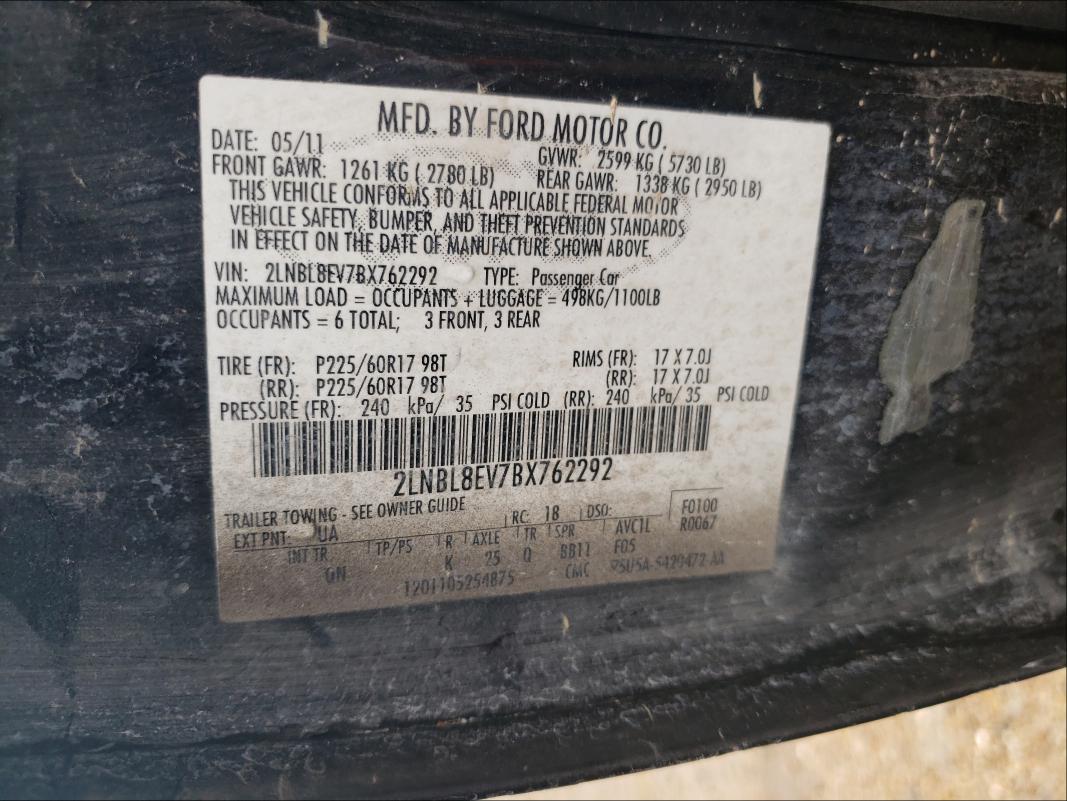 MFD. BY FORD MOTOR CO.
DATE: 05/11
GVWR: 2599 KG ( 5730 LB)
FRONT GAWR: 1261 KG ( 2780 LB)
REAR GAWR: 1338 KG ( 2950 LB)
THIS VEHICLE CONFORMS TO ALL APPLICABLE FEDERAL MOTOR
VEHICLE SAFETY, BUMPER, AND THEFT PREVENTION STANDARDS
IN EFFECT ON THE DATE OF MANUFACTURE SHOWN ABOVE.
VIN: 2LNBL8EV7BX762292 TYPE: Passenger Car
MAXIMUM LOAD = OCCUPANTS + LUGGAGE = 498KG/1100LB
OCCUPANTS = 6 TOTAL; 3 FRONT, 3 REAR
TIRE (FR): P225/60R17 98T RIMS (FR): 17 X 7.0J
(RR): P225/60R17 98T (RR): 17 X 7.0J
PRESSURE (FR): 240 kPa/ 35 PSI COLD (RR): 240 kPa/ 35 PSI COLD
2LNBL8EV7BX762292
TRAILER TOWING - SEE OWNER GUIDE
EXT PNT: UA RC: 18 DSO: F0100
R0067
INT TR TP/PS R AXLE TR SPR AVC1L
GN K 25 Q BB11 F05
1201105254875 CMC